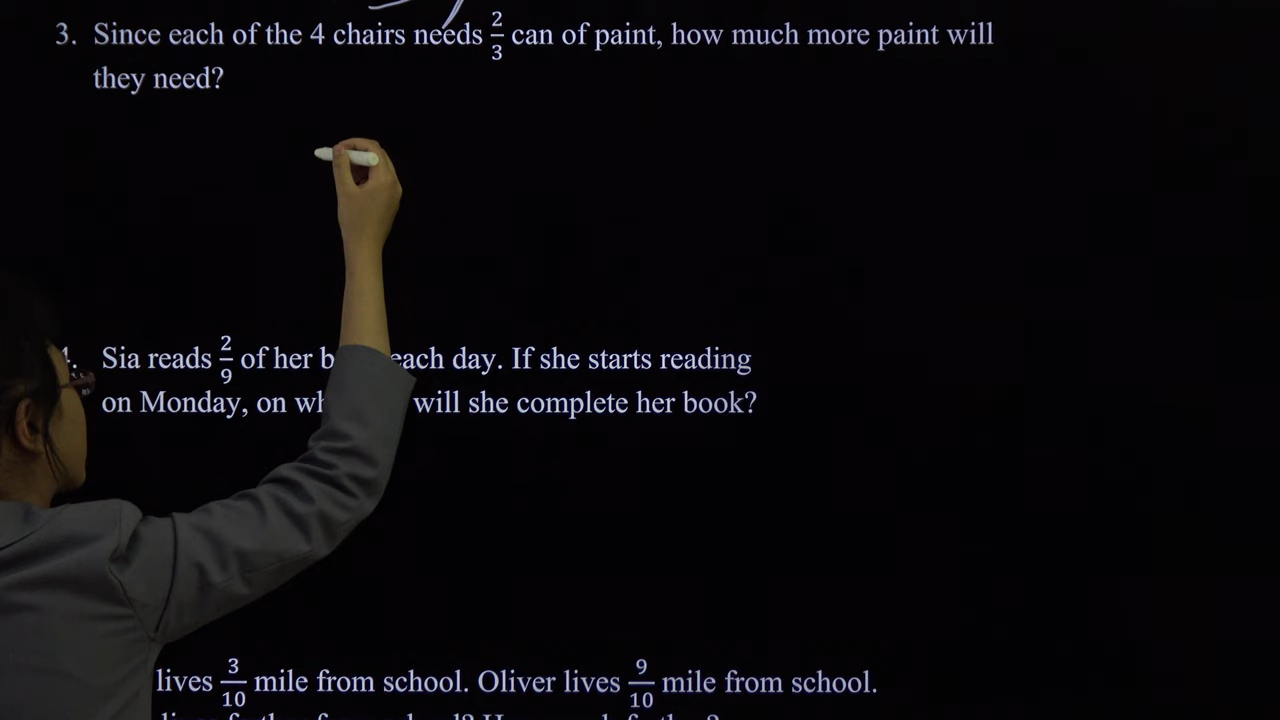 3. Since each of the 4 chairs needs 2/3 can of paint, how much more paint will
they need?
Sia reads 2/9 of her each day. If she starts reading
on Monday, on will she complete her book?
lives 3/10 mile from school. Oliver lives 9/10 mile from school.